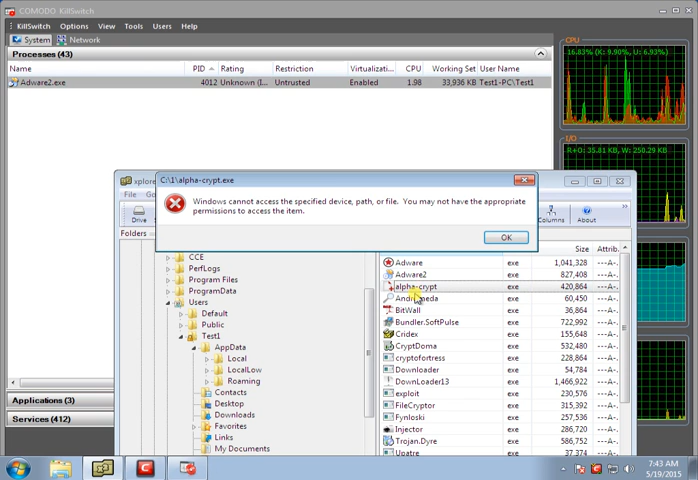 COMODO KillSwitch
KillSwitch Options View Tools Users Help
System Network
Processes (43)
Name PID Rating Restriction Virtualizati... CPU Working Set User Name
Adware2.exe 4012 Unknown (I... Untrusted Enabled 1.98 33,936 KB Test1-PC\Test1
CPU
16.83% (K: 9.90%, U: 6.93%)
I/O
R+O: 35.81 KB, W: 250.29 KB
C:\1\alpha-crypt.exe
Windows cannot access the specified device, path, or file. You may not have the appropriate
permissions to access the item.
OK
File
Drive
Columns
About
Folders
CCE
PerfLogs
Program Files
ProgramData
Users
Default
Public
Test1
AppData
Local
LocalLow
Roaming
Contacts
Desktop
Downloads
Favorites
Links
My Documents
Size Attrib.
Adware exe 1,041,328 ---A-.
Adware2 exe 827,408 ---A-.
alpha-crypt exe 420,864 ---A-.
Andromeda exe 60,450 ---A-.
BitWall exe 36,864 ---A-.
Bundler.SoftPulse exe 722,992 ---A-.
Cridex exe 155,648 ---A-.
CryptDoma exe 532,480 ---A-.
cryptofortress exe 228,864 ---A-.
Downloader exe 54,784 ---A-.
DownLoader13 exe 1,466,922 ---A-.
exploit exe 230,576 ---A-.
FileCryptor exe 315,392 ---A-.
Fynloski exe 257,536 ---A-.
Injector exe 286,720 ---A-.
Trojan.Dyre exe 586,752 ---A-.
Upatre exe
Applications (3)
Services (412)
7:43 AM
5/19/2015